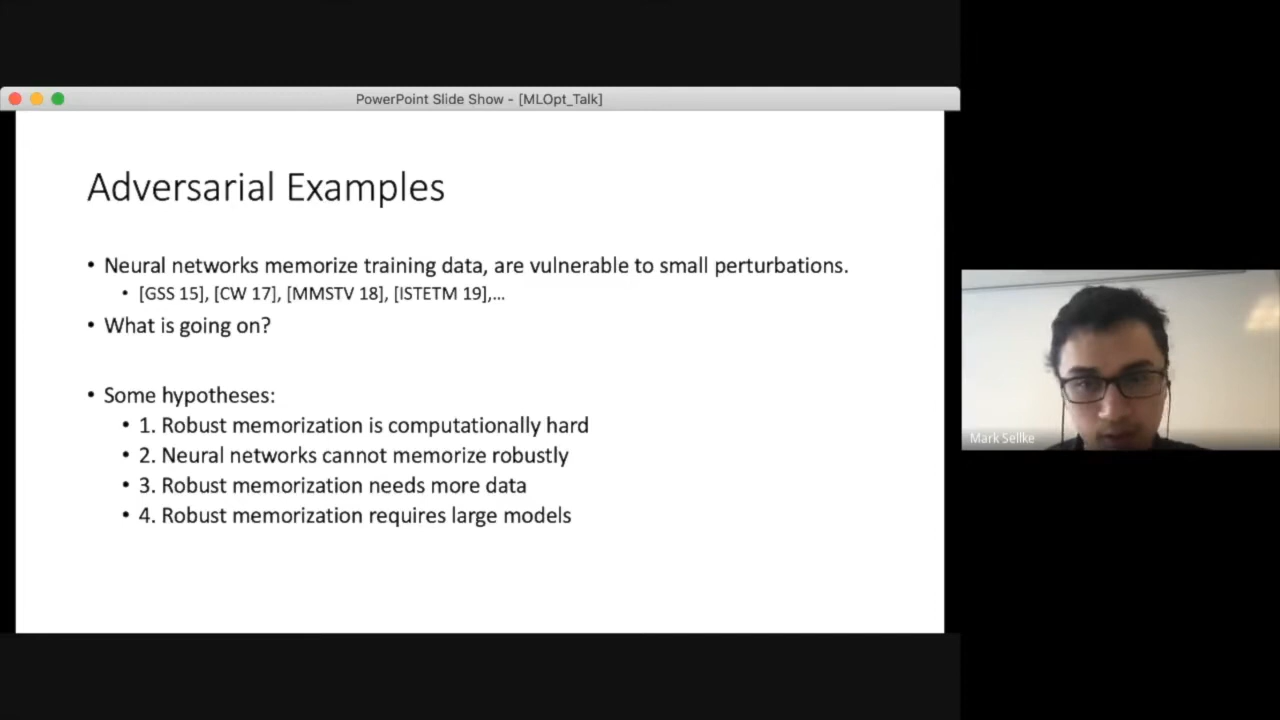 PowerPoint Slide Show - [MLOpt_Talk]
Adversarial Examples
• Neural networks memorize training data, are vulnerable to small perturbations.
• [GSS 15], [CW 17], [MMSTV 18], [ISTETM 19],...
• What is going on?
• Some hypotheses:
• 1. Robust memorization is computationally hard
• 2. Neural networks cannot memorize robustly
• 3. Robust memorization needs more data
• 4. Robust memorization requires large models
Mark Sellke